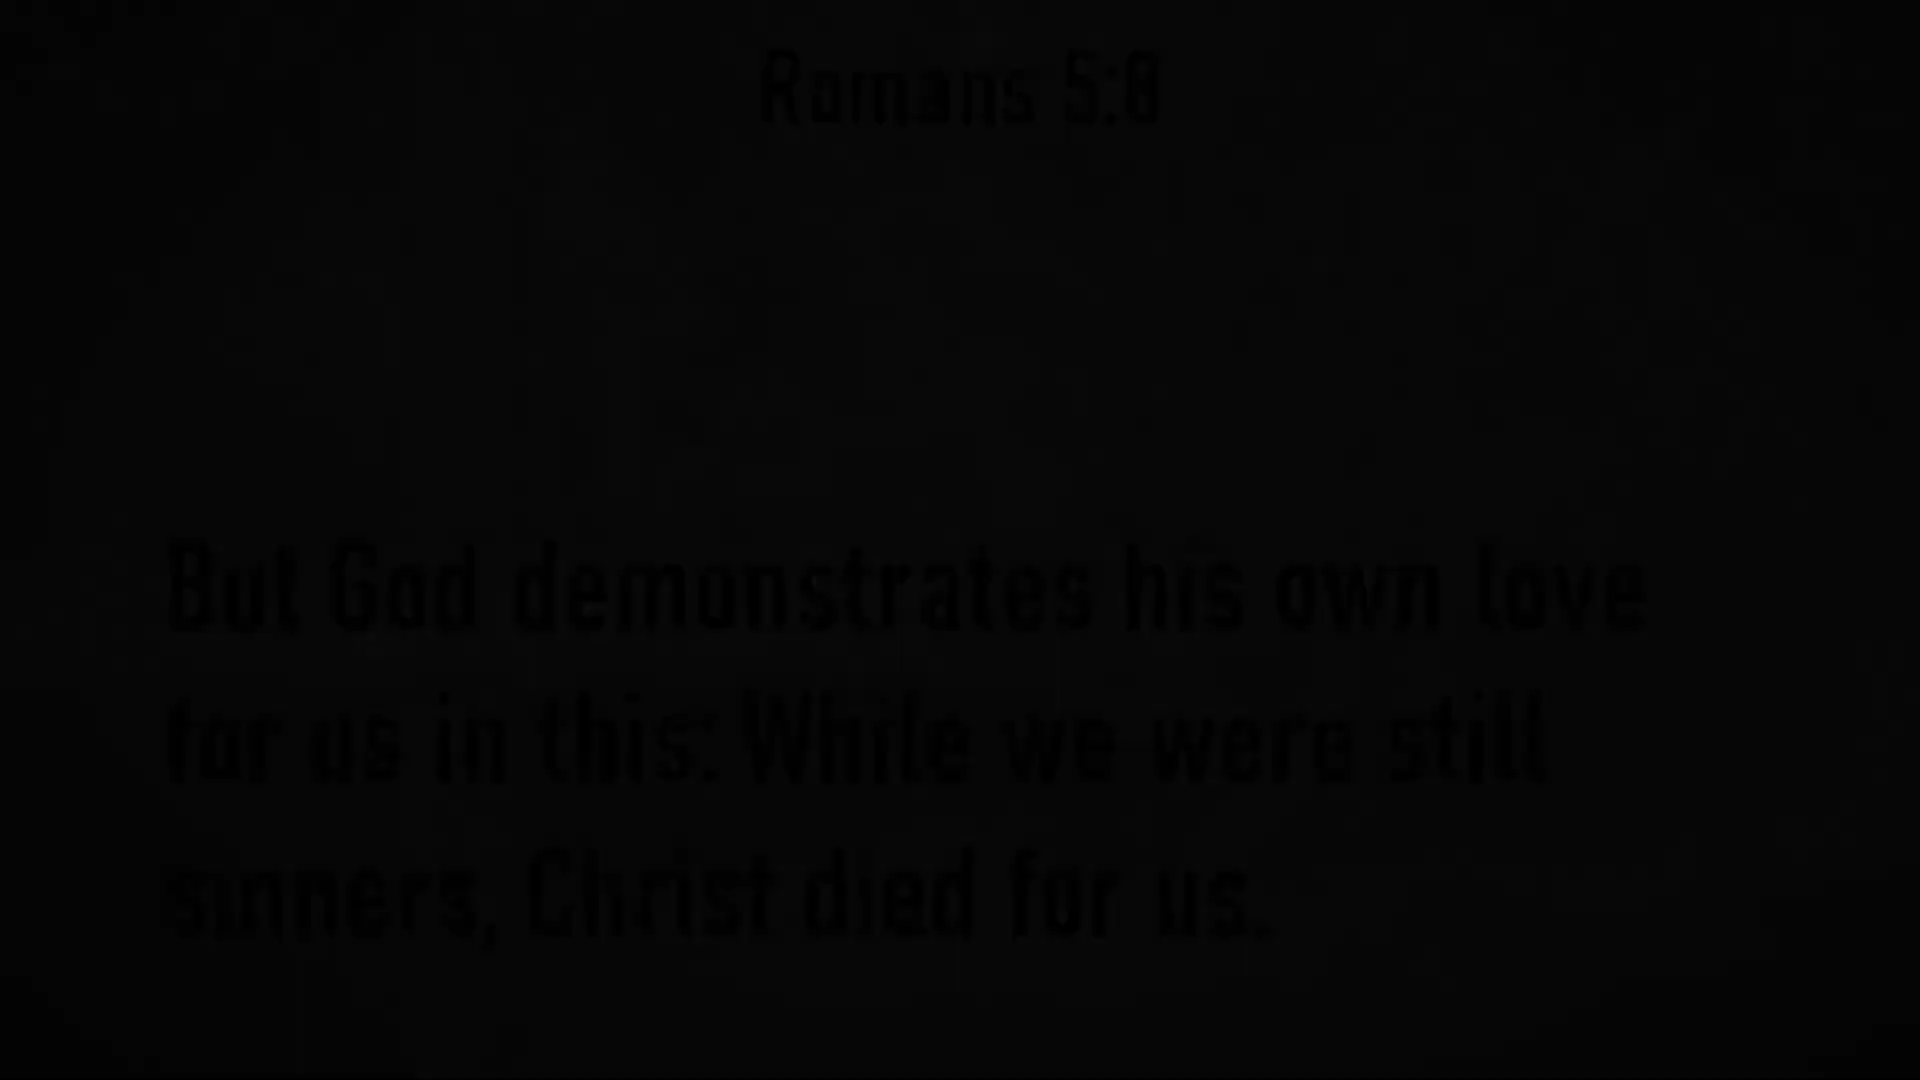 Romans 5:8
But God demonstrates his own love
for us in this: While we were still
sinners, Christ died for us.